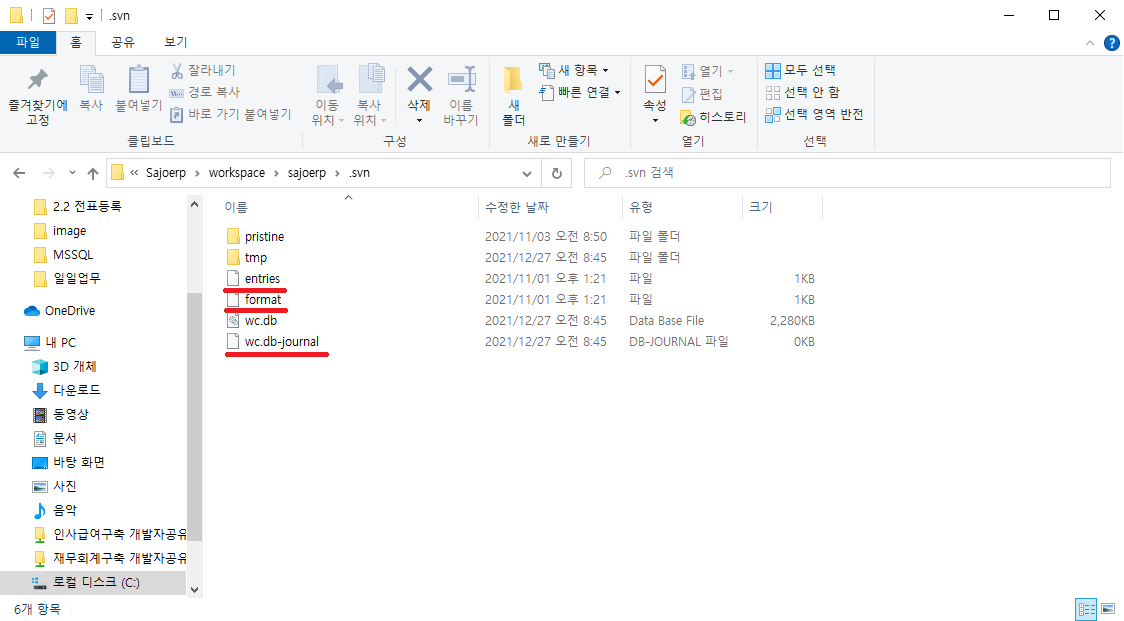 .svn
파일 홈 공유 보기
즐겨찾기에 고정
복사
붙여넣기
잘라내기
경로 복사
바로 가기 붙여넣기
클립보드
이동 위치
복사 위치
삭제
이름 바꾸기
구성
새 폴더
새 항목
빠른 연결
새로 만들기
속성
열기
편집
히스토리
열기
모두 선택
선택 안 함
선택 영역 반전
선택
« Sajoerp › workspace › sajoerp › .svn
.svn 검색
2.2 전표등록
image
MSSQL
일일업무
OneDrive
내 PC
3D 개체
다운로드
동영상
문서
바탕 화면
사진
음악
인사급여구축 개발자공유
재무회계구축 개발자공유
로컬 디스크 (C:)
이름 수정한 날짜 유형 크기
pristine 2021/11/03 오전 8:50 파일 폴더
tmp 2021/12/27 오전 8:45 파일 폴더
entries 2021/11/01 오후 1:21 파일 1KB
format 2021/11/01 오후 1:21 파일 1KB
wc.db 2021/12/27 오전 8:45 Data Base File 2,280KB
wc.db-journal 2021/12/27 오전 8:45 DB-JOURNAL 파일 0KB
6개 항목